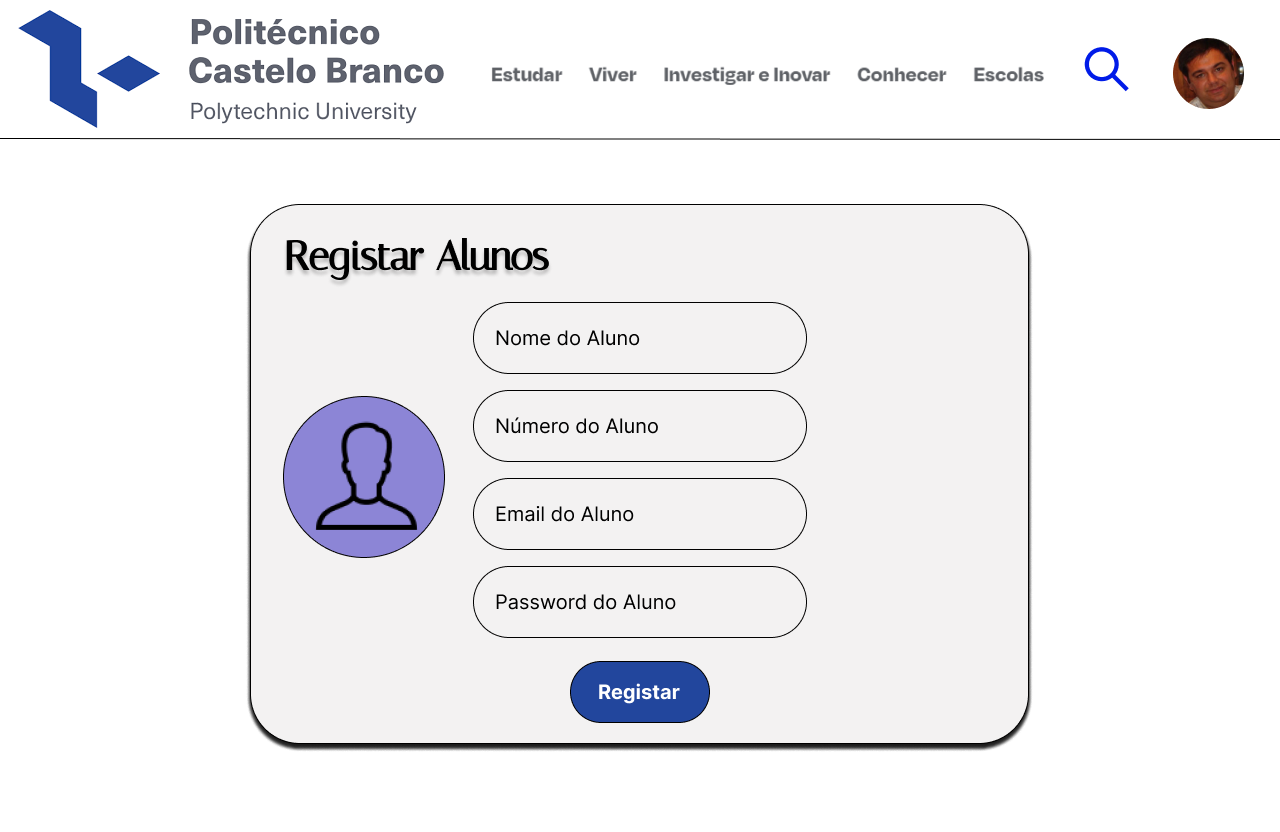 Politécnico
Castelo Branco
Polytechnic University
Estudar Viver Investigar e Inovar Conhecer Escolas
Registar Alunos
Nome do Aluno
Número do Aluno
Email do Aluno
Password do Aluno
Registar